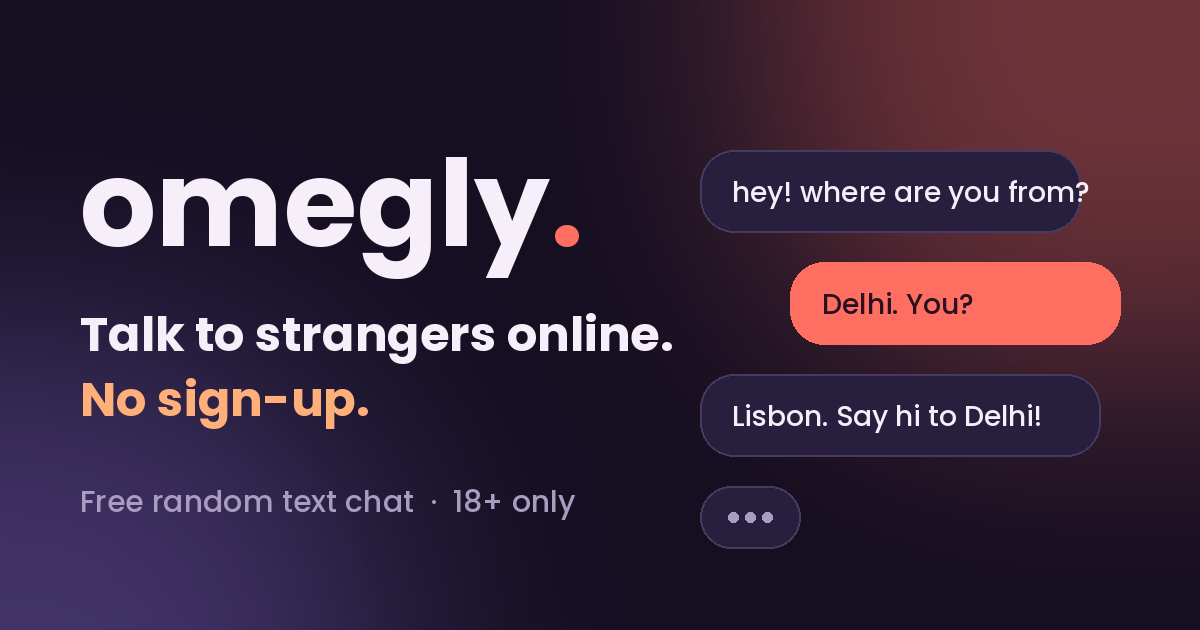 omegly.
Talk to strangers online.
No sign-up.
Free random text chat · 18+ only
hey! where are you from?
Delhi. You?
Lisbon. Say hi to Delhi!